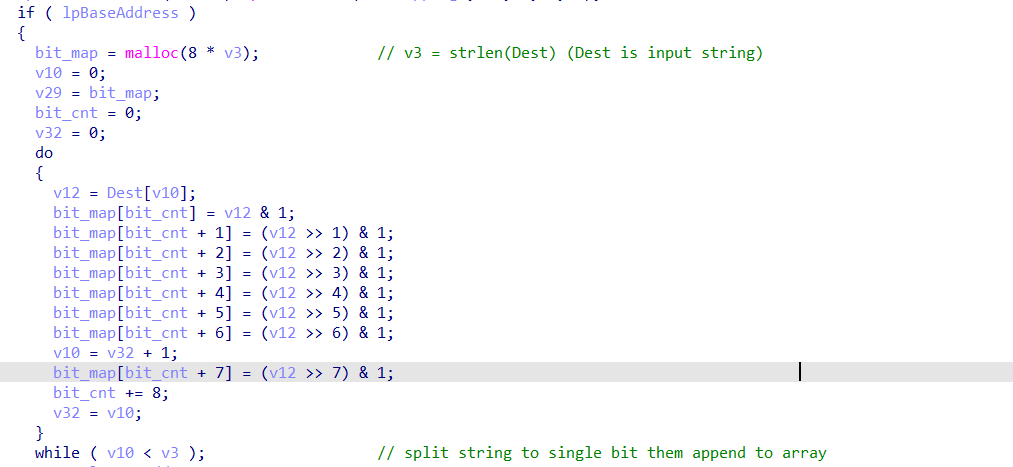 if ( lpBaseAddress )
{
bit_map = malloc(8 * v3); // v3 = strlen(Dest) (Dest is input string)
v10 = 0;
v29 = bit_map;
bit_cnt = 0;
v32 = 0;
do
{
v12 = Dest[v10];
bit_map[bit_cnt] = v12 & 1;
bit_map[bit_cnt + 1] = (v12 >> 1) & 1;
bit_map[bit_cnt + 2] = (v12 >> 2) & 1;
bit_map[bit_cnt + 3] = (v12 >> 3) & 1;
bit_map[bit_cnt + 4] = (v12 >> 4) & 1;
bit_map[bit_cnt + 5] = (v12 >> 5) & 1;
bit_map[bit_cnt + 6] = (v12 >> 6) & 1;
v10 = v32 + 1;
bit_map[bit_cnt + 7] = (v12 >> 7) & 1;
bit_cnt += 8;
v32 = v10;
}
while ( v10 < v3 ); // split string to single bit them append to array